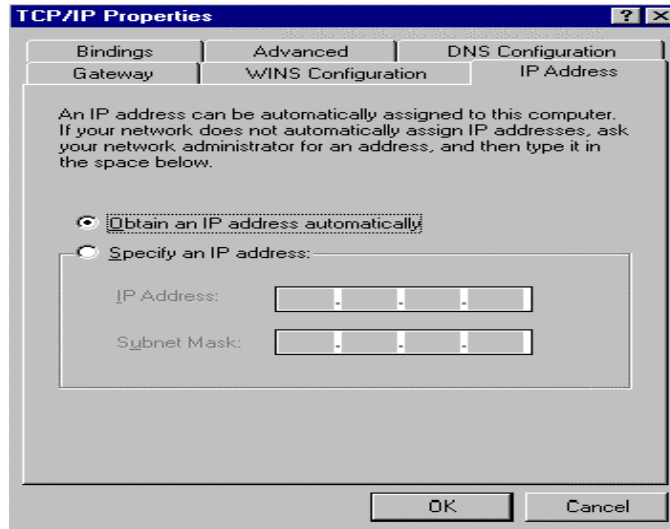 TCP/IP Properties
? X
Bindings Advanced DNS Configuration
Gateway WINS Configuration IP Address
An IP address can be automatically assigned to this computer.
If your network does not automatically assign IP addresses, ask
your network administrator for an address, and then type it in
the space below.
Obtain an IP address automatically
Specify an IP address:
IP Address:
. . .
Subnet Mask:
. . .
OK Cancel